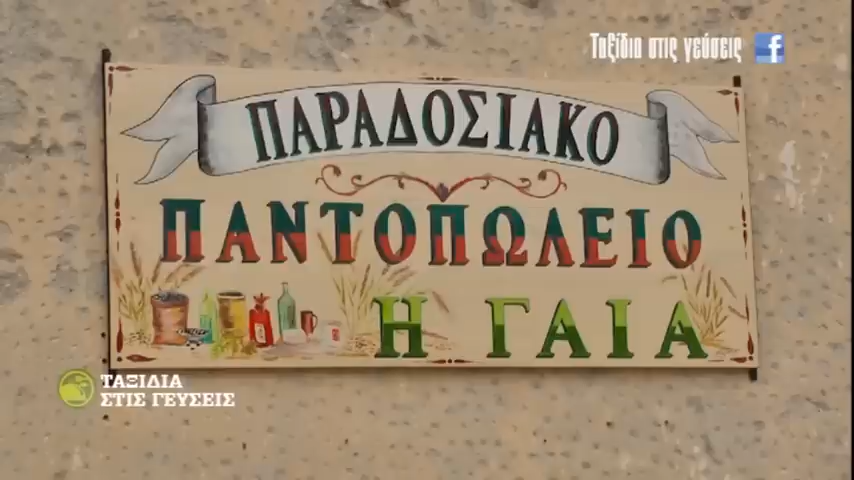 Ταξίδια στις γεύσεις f
ΠΑΡΑΔΟΣΙΑΚΟ
ΠΑΝΤΟΠΩΛΕΙΟ
Η ΓΑΙΑ
ΤΑΞΙΔΙΑ
ΣΤΙΣ ΓΕΥΣΕΙΣ